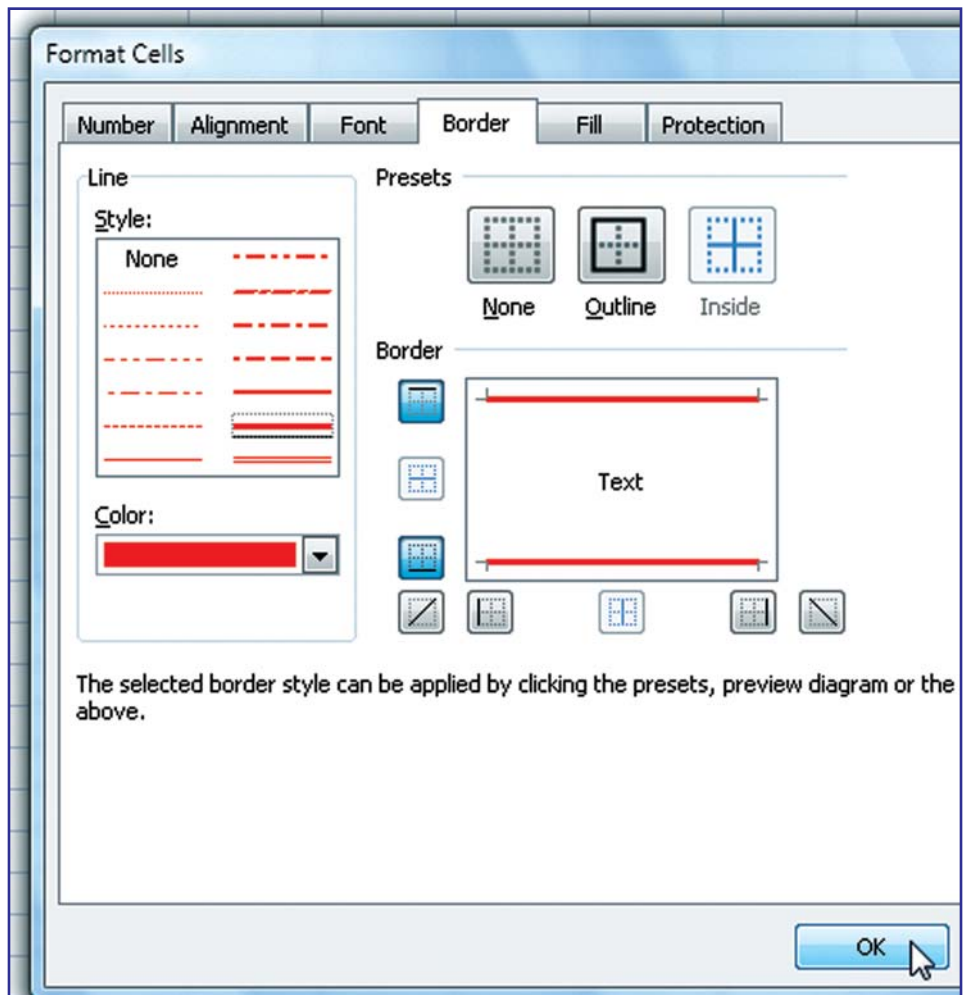 Format Cells
Number Alignment Font Border Fill Protection
Line
Style:
None
Color:
Presets
None Outline Inside
Border
Text
The selected border style can be applied by clicking the presets, preview diagram or the
above.
OK